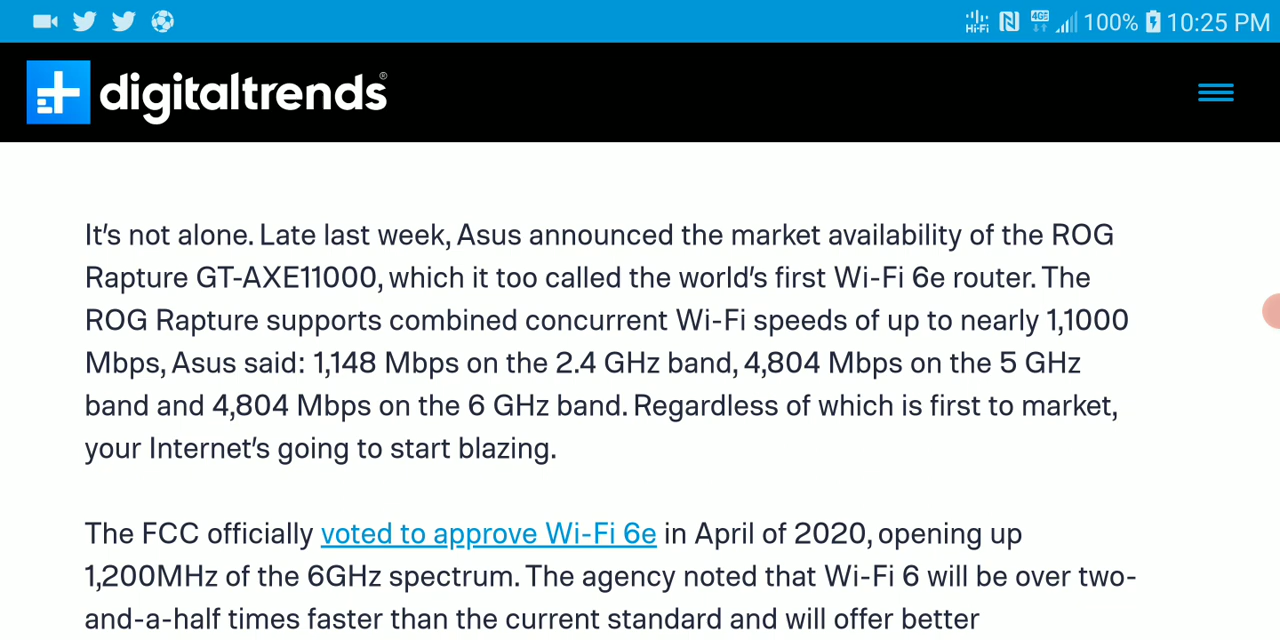 Hi-Fi N 4GE 100% 10:25 PM
digitaltrends®
It's not alone. Late last week, Asus announced the market availability of the ROG
Rapture GT-AXE11000, which it too called the world's first Wi-Fi 6e router. The
ROG Rapture supports combined concurrent Wi-Fi speeds of up to nearly 1,1000
Mbps, Asus said: 1,148 Mbps on the 2.4 GHz band, 4,804 Mbps on the 5 GHz
band and 4,804 Mbps on the 6 GHz band. Regardless of which is first to market,
your Internet's going to start blazing.
The FCC officially voted to approve Wi-Fi 6e in April of 2020, opening up
1,200MHz of the 6GHz spectrum. The agency noted that Wi-Fi 6 will be over two-
and-a-half times faster than the current standard and will offer better